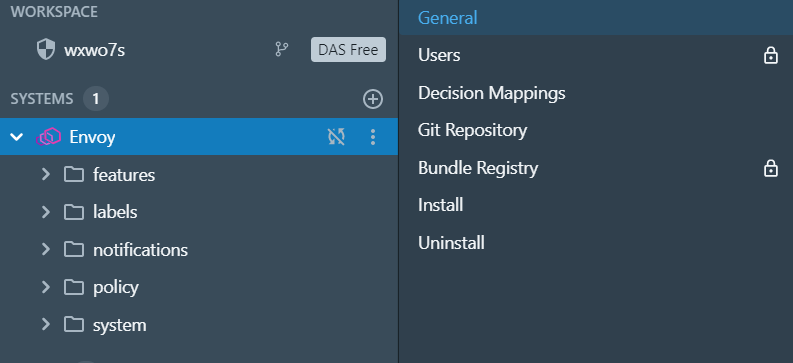 WORKSPACE
wxwo7s DAS Free
SYSTEMS 1
Envoy
features
labels
notifications
policy
system
General
Users
Decision Mappings
Git Repository
Bundle Registry
Install
Uninstall